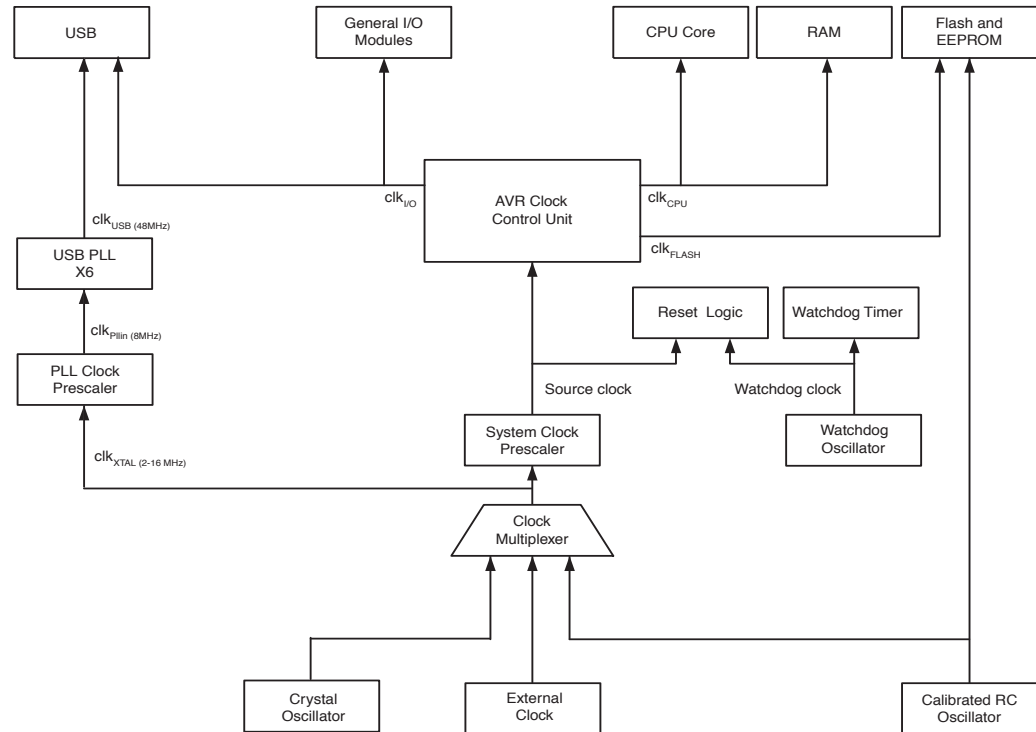 USB
General I/O
Modules
CPU Core
RAM
Flash and
EEPROM
AVR Clock
Control Unit
clkI/O
clkCPU
clkFLASH
clkUSB (48MHz)
USB PLL
X6
clkPllin (8MHz)
PLL Clock
Prescaler
clkXTAL (2-16 MHz)
Reset Logic
Watchdog Timer
Source clock
Watchdog clock
System Clock
Prescaler
Watchdog
Oscillator
Clock
Multiplexer
Crystal
Oscillator
External
Clock
Calibrated RC
Oscillator